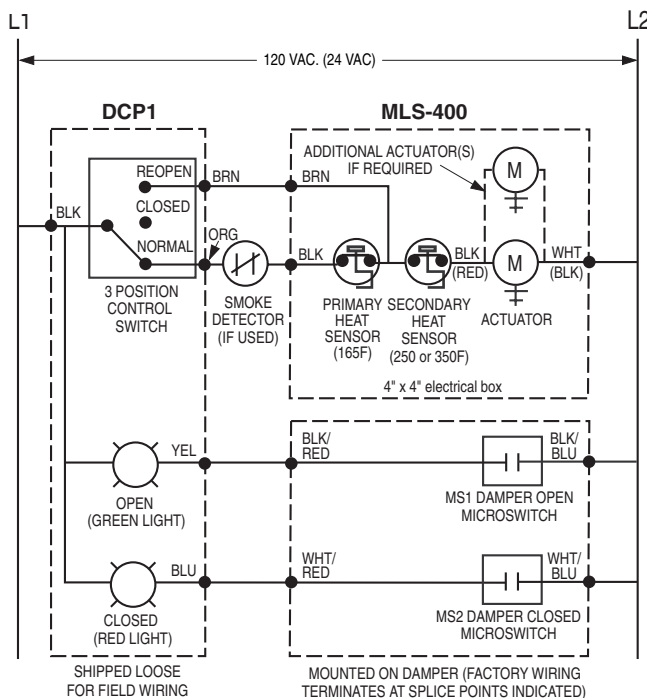 L1
L2
120 VAC. (24 VAC)
DCP1
MLS-400
REOPEN
CLOSED
NORMAL
BLK
BRN
ORG
3 POSITION
CONTROL
SWITCH
SMOKE
DETECTOR
(IF USED)
ADDITIONAL ACTUATOR(S)
IF REQUIRED
M
BRN
BLK
BLK
(RED)
M
WHT
(BLK)
PRIMARY
HEAT
SENSOR
(165F)
SECONDARY
HEAT
SENSOR
(250 or 350F)
ACTUATOR
4" x 4" electrical box
YEL
OPEN
(GREEN LIGHT)
BLK/
RED
BLK/
BLU
MS1 DAMPER OPEN
MICROSWITCH
BLU
CLOSED
(RED LIGHT)
WHT/
RED
WHT/
BLU
MS2 DAMPER CLOSED
MICROSWITCH
SHIPPED LOOSE
FOR FIELD WIRING
MOUNTED ON DAMPER (FACTORY WIRING
TERMINATES AT SPLICE POINTS INDICATED)